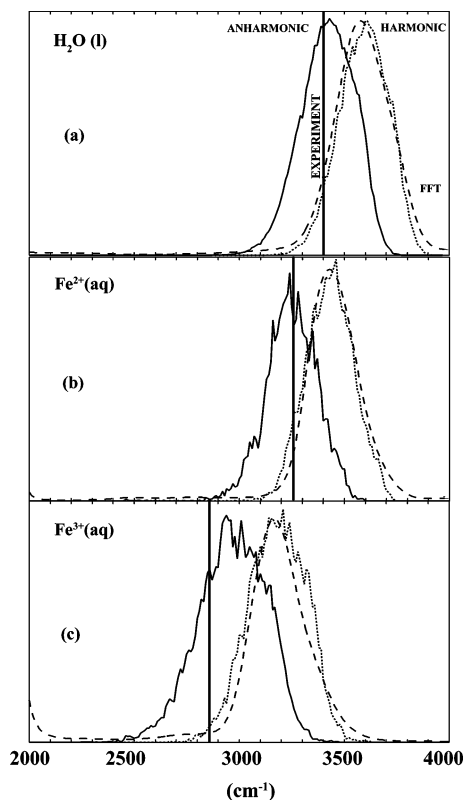 ANHARMONIC
HARMONIC
H₂O (l)
(a)
EXPERIMENT
FFT
Fe²⁺(aq)
(b)
Fe³⁺(aq)
(c)
2000 2500 3000 3500 4000
(cm⁻¹)